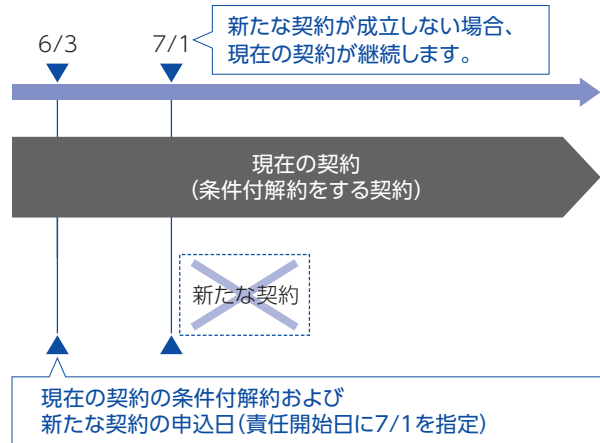 新たな契約が成立しない場合、
現在の契約が継続します。
6/3
7/1
現在の契約
(条件付解約をする契約)
新たな契約
現在の契約の条件付解約および
新たな契約の申込日(責任開始日に7/1を指定)